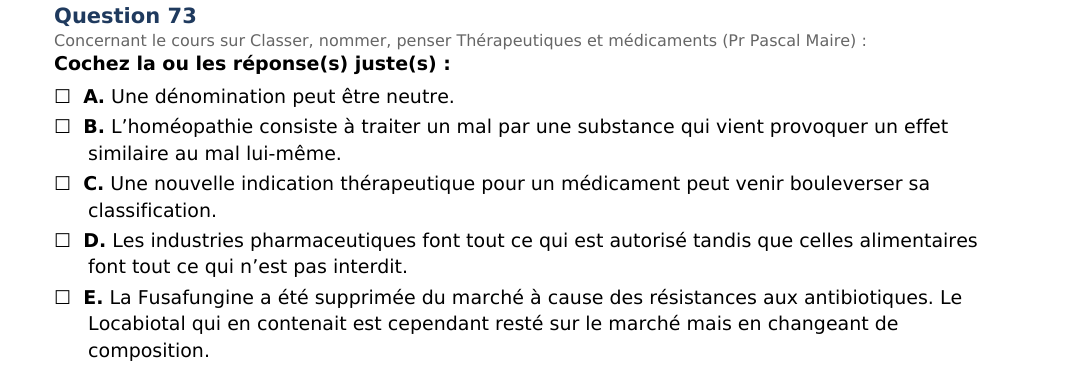 Question 73
Concernant le cours sur Classer, nommer, penser Thérapeutiques et médicaments (Pr Pascal Maire) :
Cochez la ou les réponse(s) juste(s) :
☐ A. Une dénomination peut être neutre.
☐ B. L’homéopathie consiste à traiter un mal par une substance qui vient provoquer un effet
similaire au mal lui-même.
☐ C. Une nouvelle indication thérapeutique pour un médicament peut venir bouleverser sa
classification.
☐ D. Les industries pharmaceutiques font tout ce qui est autorisé tandis que celles alimentaires
font tout ce qui n’est pas interdit.
☐ E. La Fusafungine a été supprimée du marché à cause des résistances aux antibiotiques. Le
Locabiotal qui en contenait est cependant resté sur le marché mais en changeant de
composition.